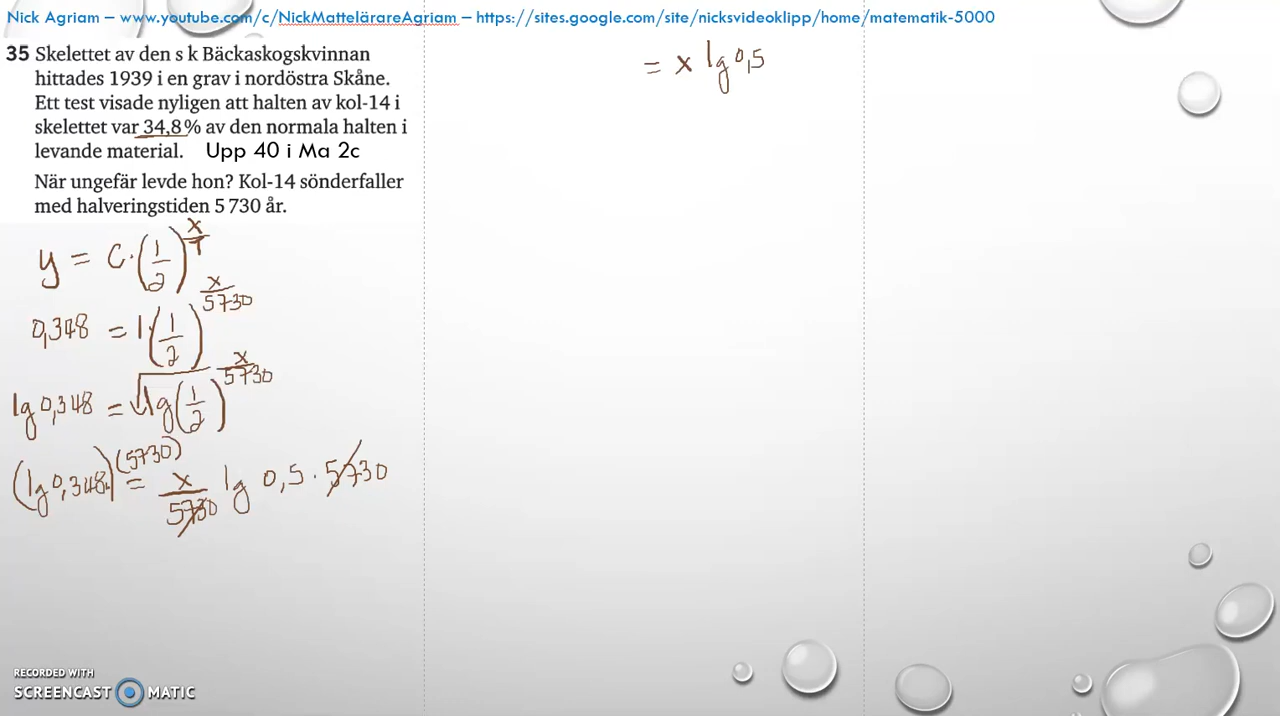 Nick Agriam – www.youtube.com/c/NickMattelärareAgriam – https://sites.google.com/site/nicksvideoklipp/home/matematik-5000
35 Skelettet av den s k Bäckaskogskvinnan
hittades 1939 i en grav i nordöstra Skåne.
Ett test visade nyligen att halten av kol-14 i
skelettet var 34,8% av den normala halten i
levande material. Upp 40 i Ma 2c
När ungefär levde hon? Kol-14 sönderfaller
med halveringstiden 5 730 år.
y = C·(1/2)^(x/T)
0,348 = 1·(1/2)^(x/5730)
lg 0,348 = lg(1/2)^(x/5730)
(lg 0,348)(5730) = x/5730 lg 0,5 · 5730
= x lg 0,5
RECORDED WITH
SCREENCAST MATIC